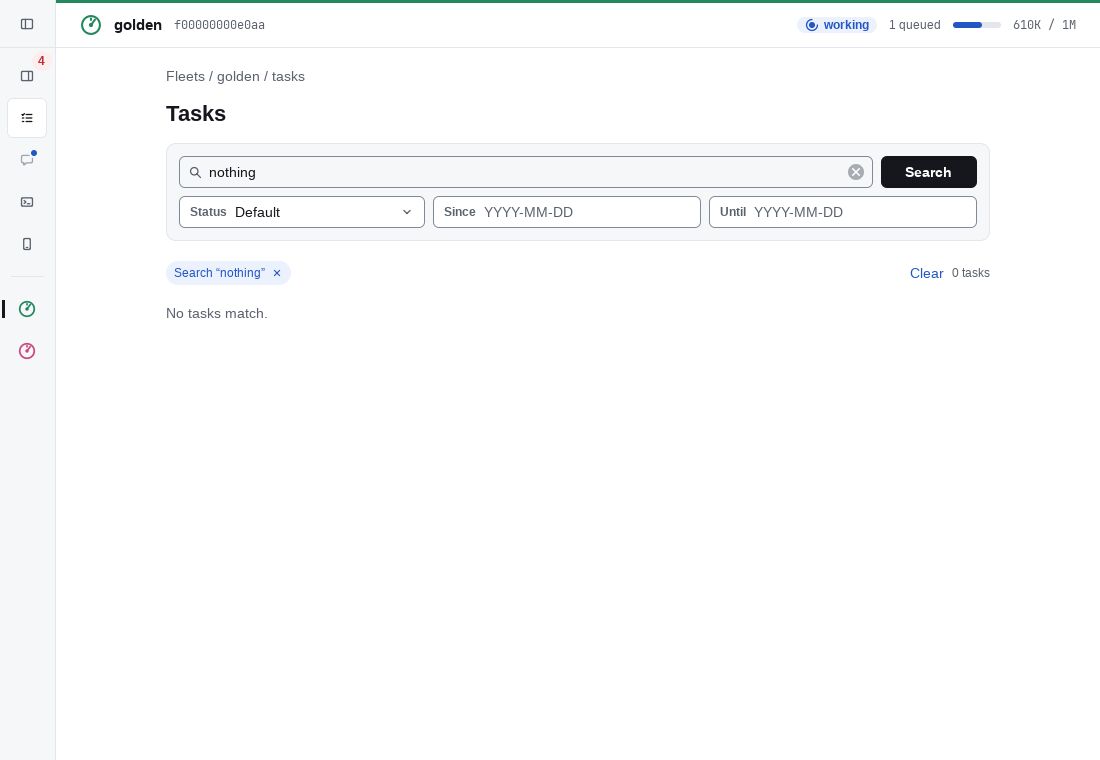 golden f00000000e0aa working 1 queued 610K / 1M
4
Fleets / golden / tasks
Tasks
nothing Search
Status Default Since YYYY-MM-DD Until YYYY-MM-DD
Search “nothing” × Clear 0 tasks
No tasks match.